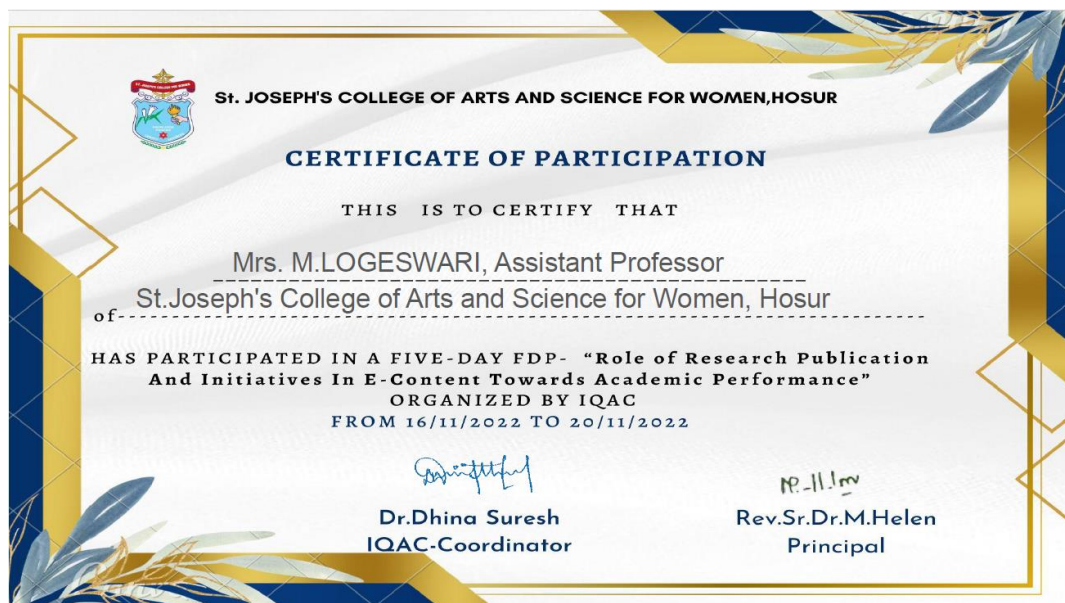 St. JOSEPH'S COLLEGE OF ARTS AND SCIENCE FOR WOMEN,HOSUR
CERTIFICATE OF PARTICIPATION
THIS IS TO CERTIFY THAT
Mrs. M.LOGESWARI, Assistant Professor
of St.Joseph's College of Arts and Science for Women, Hosur
HAS PARTICIPATED IN A FIVE-DAY FDP- “Role of Research Publication
And Initiatives In E-Content Towards Academic Performance”
ORGANIZED BY IQAC
FROM 16/11/2022 TO 20/11/2022
Dr.Dhina Suresh
IQAC-Coordinator
Rev.Sr.Dr.M.Helen
Principal